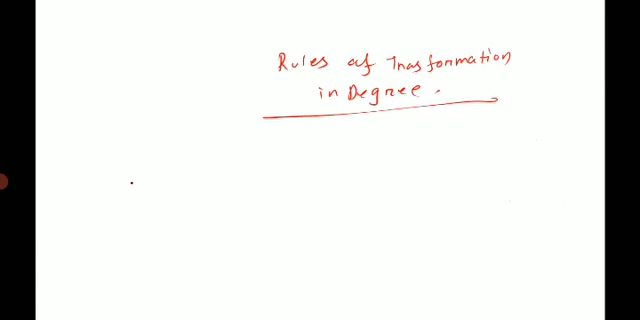 Rules of Trasformation
in Degree.